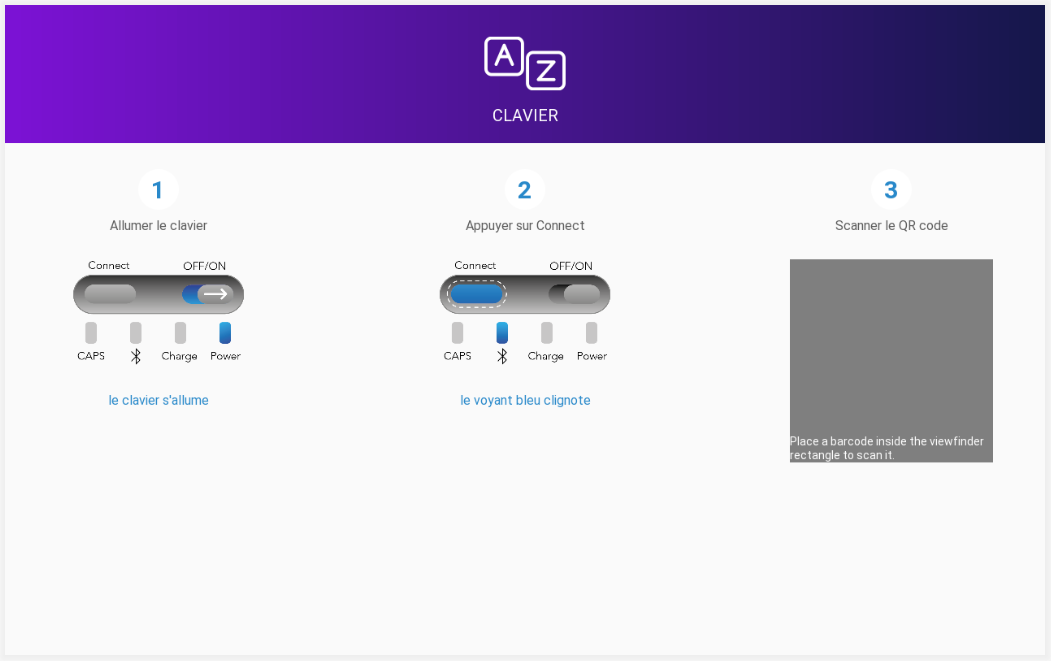 A Z
CLAVIER
1
Allumer le clavier
Connect OFF/ON
CAPS Charge Power
le clavier s'allume
2
Appuyer sur Connect
Connect OFF/ON
CAPS Charge Power
le voyant bleu clignote
3
Scanner le QR code
Place a barcode inside the viewfinder
rectangle to scan it.